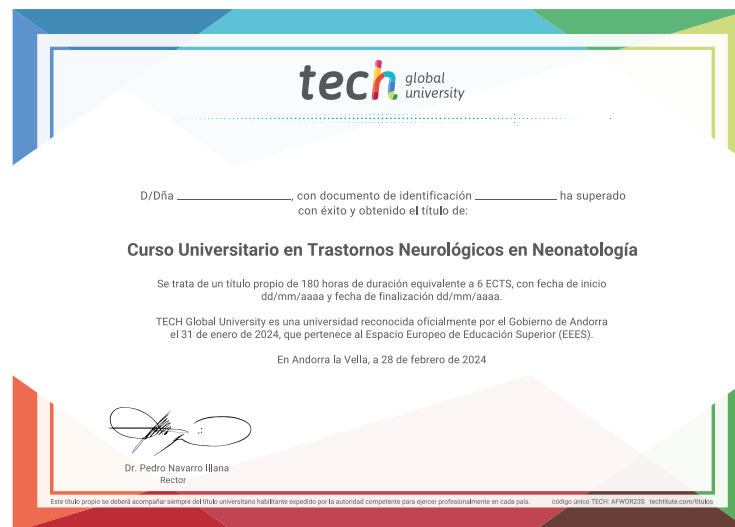 tech global university
D/Dña ______________, con documento de identificación __________ ha superado
con éxito y obtenido el título de:
Curso Universitario en Trastornos Neurológicos en Neonatología
Se trata de un título propio de 180 horas de duración equivalente a 6 ECTS, con fecha de inicio
dd/mm/aaaa y fecha de finalización dd/mm/aaaa.
TECH Global University es una universidad reconocida oficialmente por el Gobierno de Andorra
el 31 de enero de 2024, que pertenece al Espacio Europeo de Educación Superior (EEES).
En Andorra la Vella, a 28 de febrero de 2024
Dr. Pedro Navarro Illana
Rector
Este título propio se deberá acompañar siempre del título universitario habilitante expedido por la autoridad competente para ejercer profesionalmente en cada país. código único TECH: AFWOR23S techtitute.com/titulos